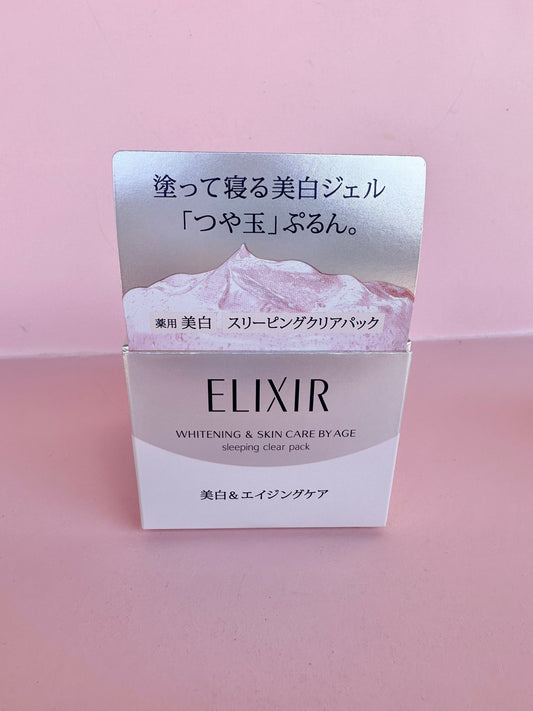 塗って寝る美白ジェル
「つや玉」ぷるん。
薬用 美白 スリーピングクリアパック
ELIXIR
WHITENING & SKIN CARE BY AGE
sleeping clear pack
美白&エイジングケア